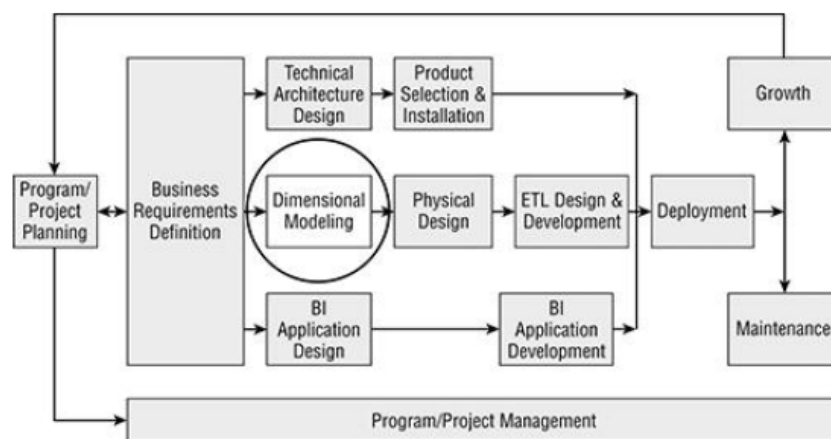 Technical
Architecture
Design
Product
Selection &
Installation
Growth
Program/
Project
Planning
Business
Requirements
Definition
Dimensional
Modeling
Physical
Design
ETL Design &
Development
Deployment
BI
Application
Design
BI
Application
Development
Maintenance
Program/Project Management